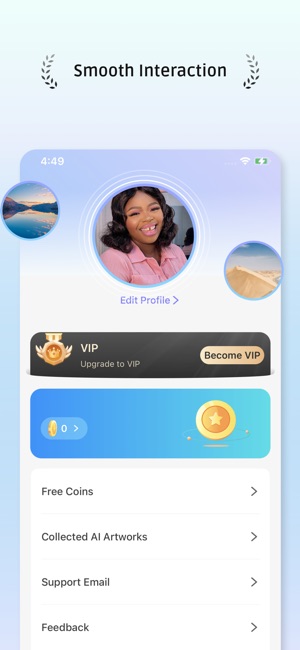 Smooth Interaction
4:49
Edit Profile
VIP
Upgrade to VIP
Become VIP
0
Free Coins
Collected AI Artworks
Support Email
Feedback